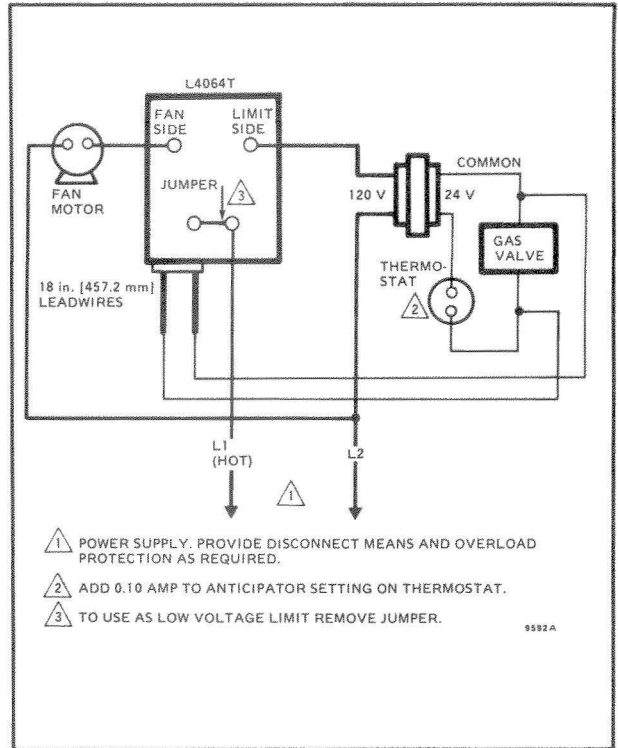 L4064T
FAN
SIDE
LIMIT
SIDE
JUMPER
3
FAN
MOTOR
COMMON
120 V
24 V
GAS
VALVE
THERMO-
STAT
2
18 in. [457.2 mm]
LEADWIRES
L1
(HOT)
L2
1
1 POWER SUPPLY. PROVIDE DISCONNECT MEANS AND OVERLOAD
PROTECTION AS REQUIRED.
2 ADD 0.10 AMP TO ANTICIPATOR SETTING ON THERMOSTAT.
3 TO USE AS LOW VOLTAGE LIMIT REMOVE JUMPER.
9592A